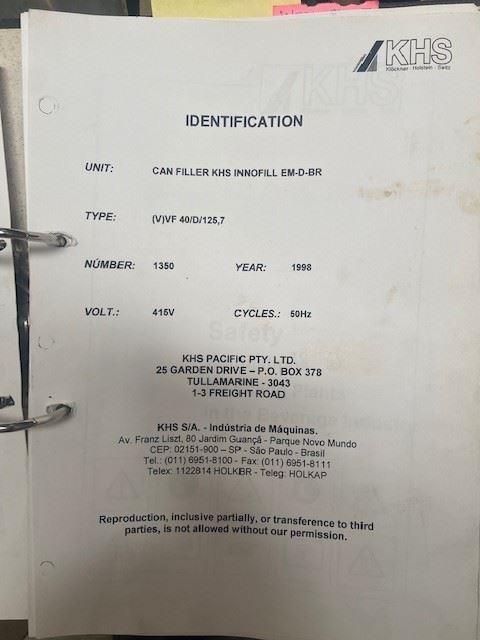 KHS
Klöckner - Holstein - Seitz
IDENTIFICATION
UNIT: CAN FILLER KHS INNOFILL EM-D-BR
TYPE: (V)VF 40/D/125,7
NÚMBER: 1350 YEAR: 1998
VOLT.: 415V CYCLES.: 50Hz
KHS PACIFIC PTY. LTD.
25 GARDEN DRIVE – P.O. BOX 378
TULLAMARINE - 3043
1-3 FREIGHT ROAD
KHS S/A. - Indústria de Máquinas.
Av. Franz Liszt, 80 Jardim Guançã - Parque Novo Mundo
CEP: 02151-900 – SP - São Paulo - Brasil
Tel.: (011) 6951-8100 - Fax: (011) 6951-8111
Telex: 1122814 HOLKBR - Teleg: HOLKAP
Reproduction, inclusive partially, or transference to third
parties, is not allowed without our permission.